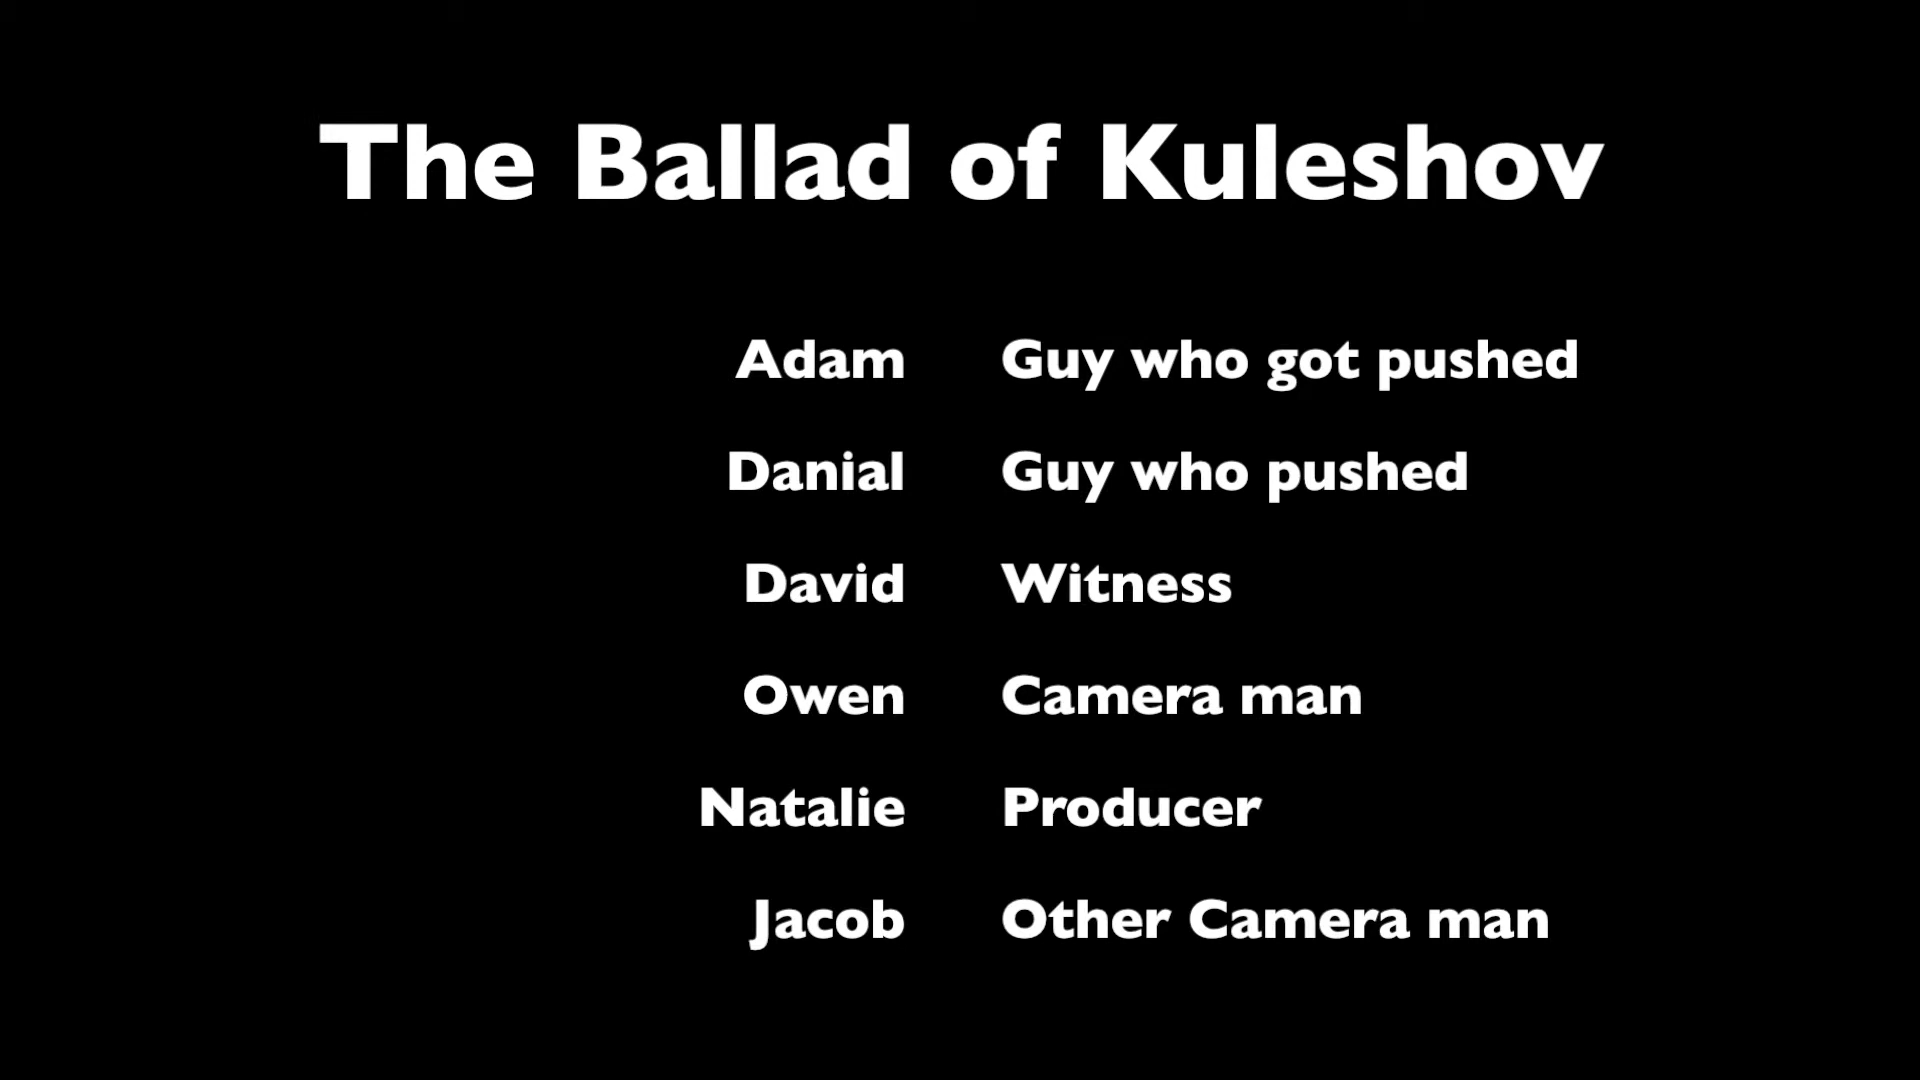 The Ballad of Kuleshov
Adam Guy who got pushed
Danial Guy who pushed
David Witness
Owen Camera man
Natalie Producer
Jacob Other Camera man